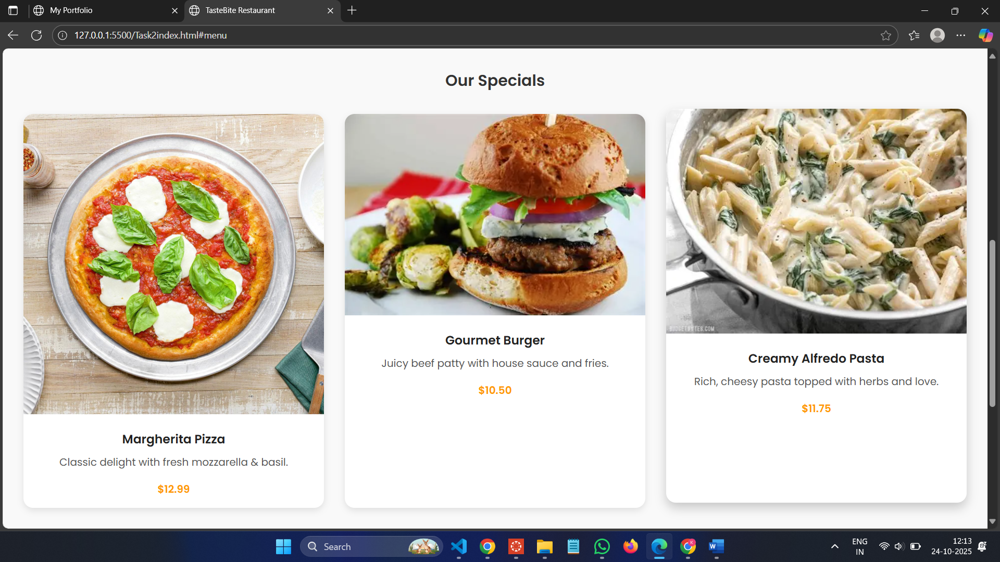 My Portfolio
TasteBite Restaurant
127.0.0.1:5500/Task2index.html#menu
Our Specials
BUDGETBYTES.COM
Margherita Pizza
Classic delight with fresh mozzarella & basil.
$12.99
Gourmet Burger
Juicy beef patty with house sauce and fries.
$10.50
Creamy Alfredo Pasta
Rich, cheesy pasta topped with herbs and love.
$11.75
Search
K
W
ENG
IN
12:13
24-10-2025